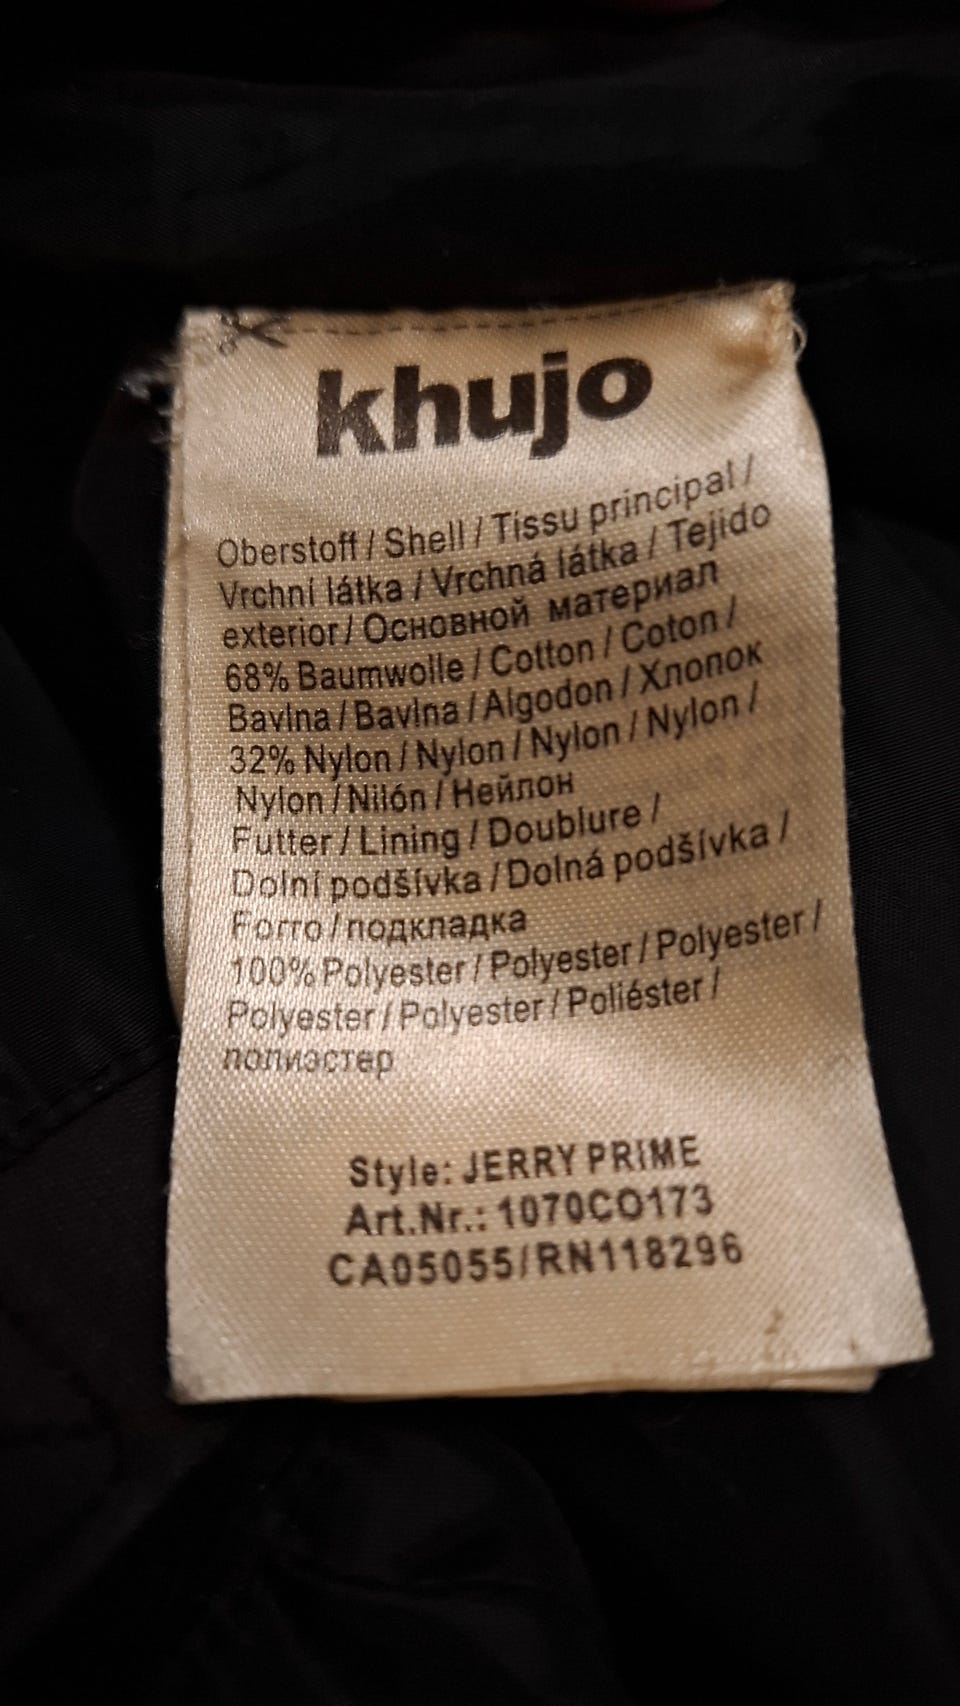 khujo
Oberstoff / Shell / Tissu principal /
Vrchní látka / Vrchná látka / Tejido
exterior / Основной материал
68% Baumwolle / Cotton / Coton /
Bavlna / Bavlna / Algodon / Хлопок
32% Nylon / Nylon / Nylon / Nylon /
Nylon / Nilón / Нейлон
Futter / Lining / Doublure /
Dolní podšívka / Dolná podšívka /
Forro / подкладка
100% Polyester / Polyester / Polyester /
Polyester / Polyester / Poliéster /
полиэстер
Style: JERRY PRIME
Art.Nr.: 1070CO173
CA05055/RN118296